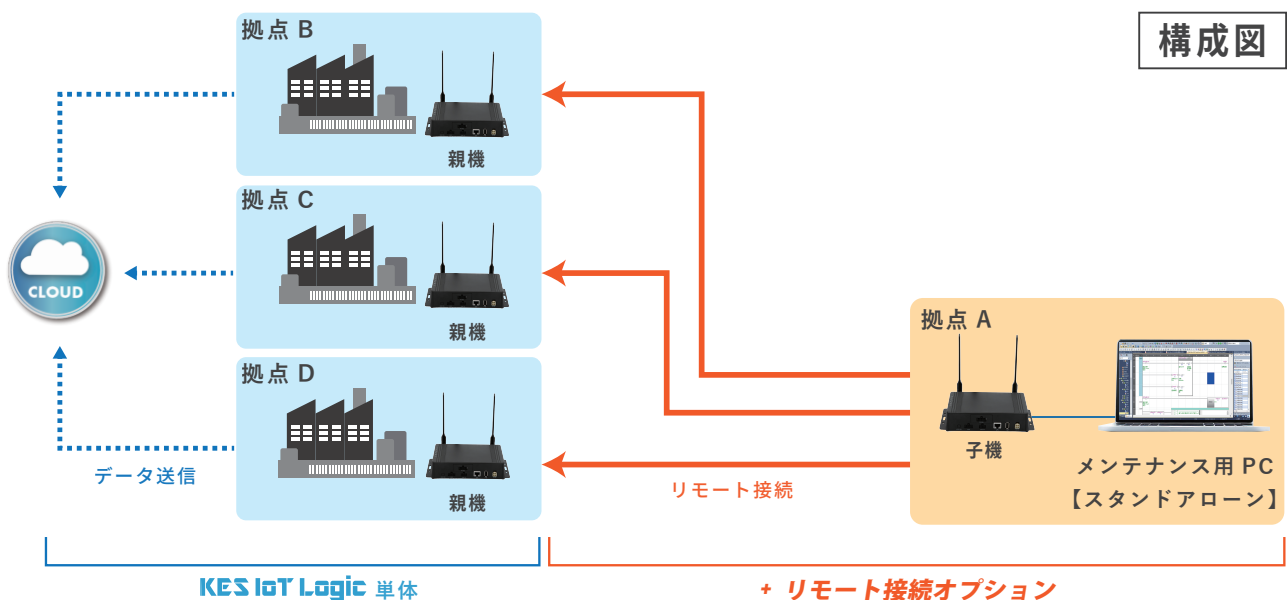 構成図
拠点 B
親機
拠点 C
親機
CLOUD
拠点 D
親機
データ送信
リモート接続
拠点 A
子機
メンテナンス用 PC
【スタンドアローン】
KES IoT Logic 単体
+ リモート接続オプション